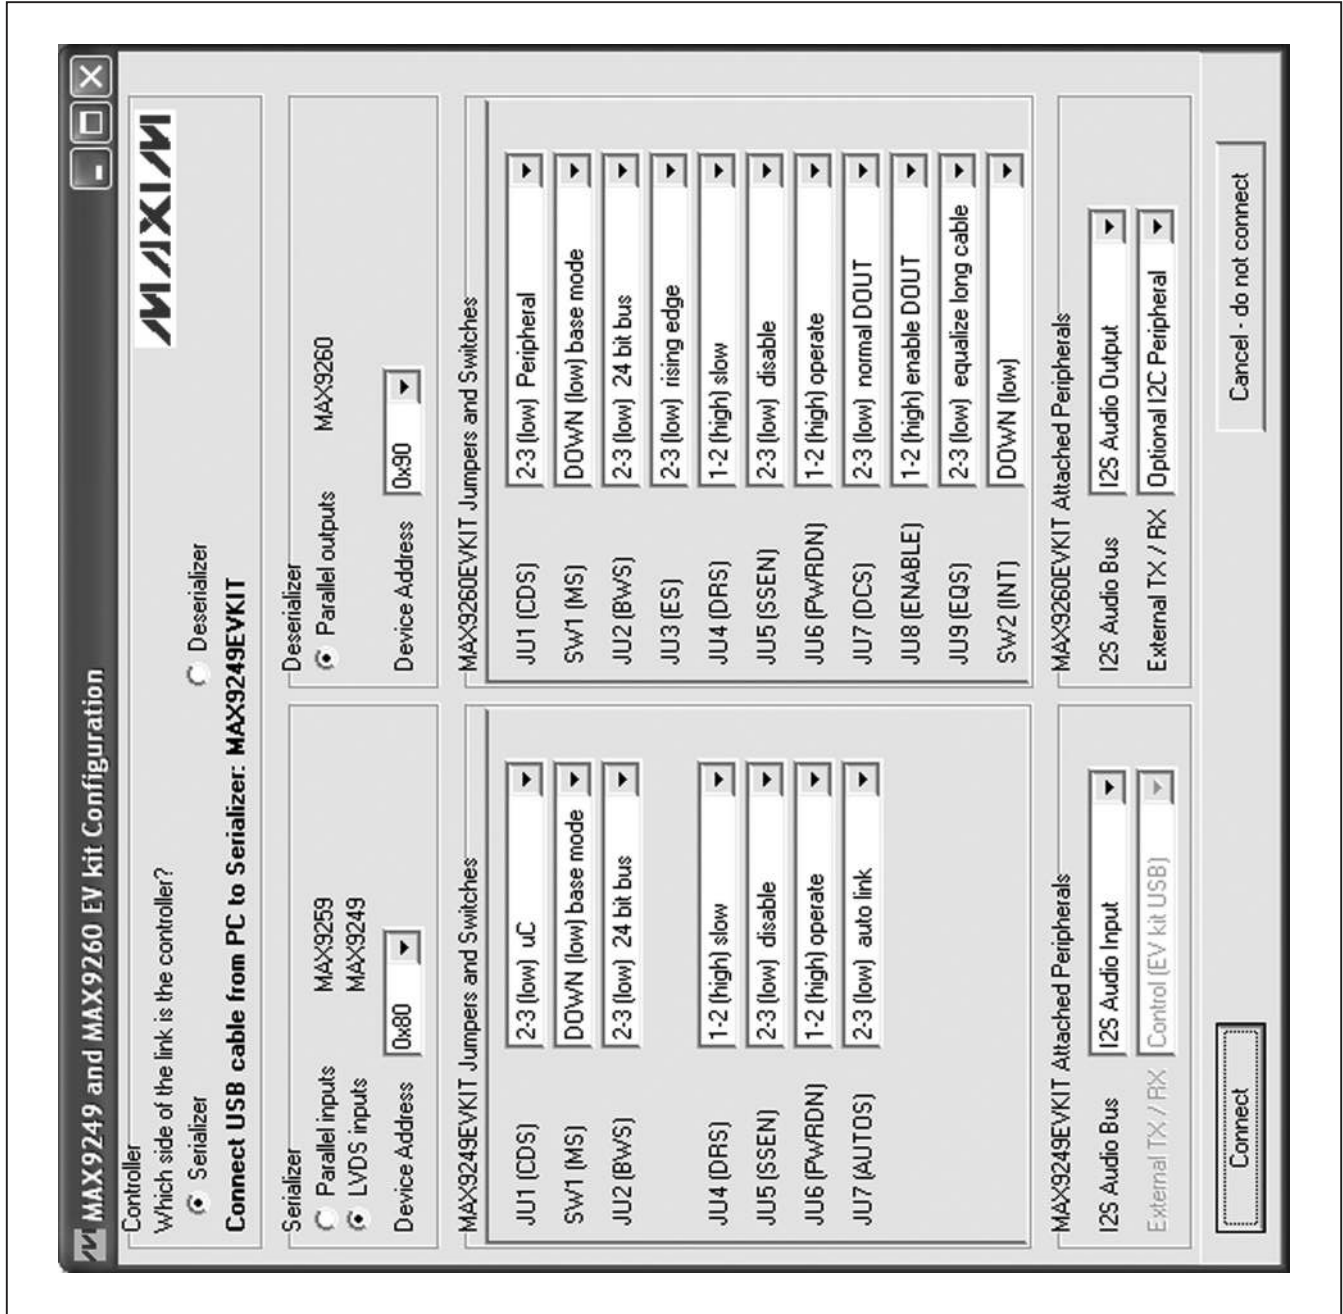 MAX9249 and MAX9260 EV kit Configuration
MAXIM
Controller
Which side of the link is the controller?
Serializer
Deserializer
Connect USB cable from PC to Serializer: MAX9249EVKIT
Serializer
Parallel inputs MAX9259
LVDS inputs MAX9249
Device Address 0x80
Deserializer
Parallel outputs MAX9260
Device Address 0x90
MAX9249EVKIT Jumpers and Switches
JU1 (CDS) 2-3 (low) uC
SW1 (MS) DOWN (low) base mode
JU2 (BWS) 2-3 (low) 24 bit bus
JU4 (DRS) 1-2 (high) slow
JU5 (SSEN) 2-3 (low) disable
JU6 (PWRDN) 1-2 (high) operate
JU7 (AUTOS) 2-3 (low) auto link
MAX9260EVKIT Jumpers and Switches
JU1 (CDS) 2-3 (low) Peripheral
SW1 (MS) DOWN (low) base mode
JU2 (BWS) 2-3 (low) 24 bit bus
JU3 (ES) 2-3 (low) rising edge
JU4 (DRS) 1-2 (high) slow
JU5 (SSEN) 2-3 (low) disable
JU6 (PWRDN) 1-2 (high) operate
JU7 (DCS) 2-3 (low) normal DOUT
JU8 (ENABLE) 1-2 (high) enable DOUT
JU9 (EQS) 2-3 (low) equalize long cable
SW2 (INT) DOWN (low)
MAX9249EVKIT Attached Peripherals
I2S Audio Bus I2S Audio Input
External TX / RX Control (EV kit USB)
MAX9260EVKIT Attached Peripherals
I2S Audio Bus I2S Audio Output
External TX / RX Optional I2C Peripheral
Connect
Cancel - do not connect